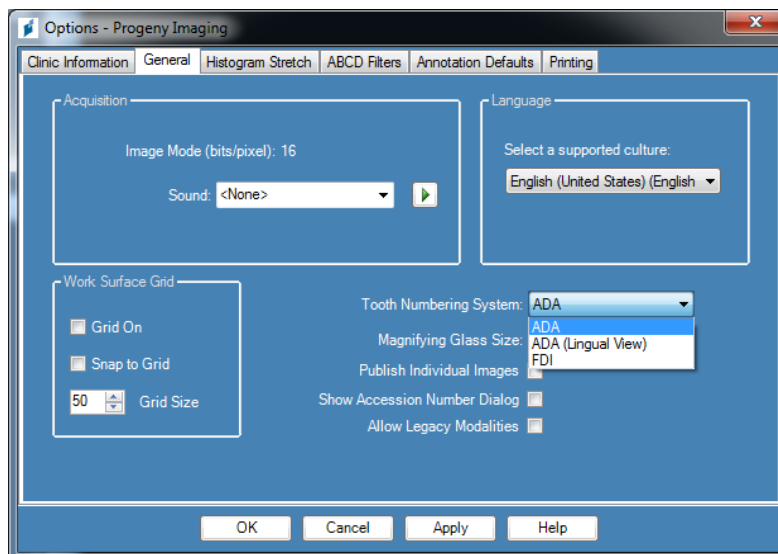 Options - Progeny Imaging
Clinic Information General Histogram Stretch ABCD Filters Annotation Defaults Printing
Acquisition
Image Mode (bits/pixel): 16
Sound: <None>
Language
Select a supported culture:
English (United States) (English
Work Surface Grid
Grid On
Snap to Grid
50 Grid Size
Tooth Numbering System: ADA
ADA
ADA (Lingual View)
FDI
Magnifying Glass Size:
Publish Individual Images
Show Accession Number Dialog
Allow Legacy Modalities
OK Cancel Apply Help